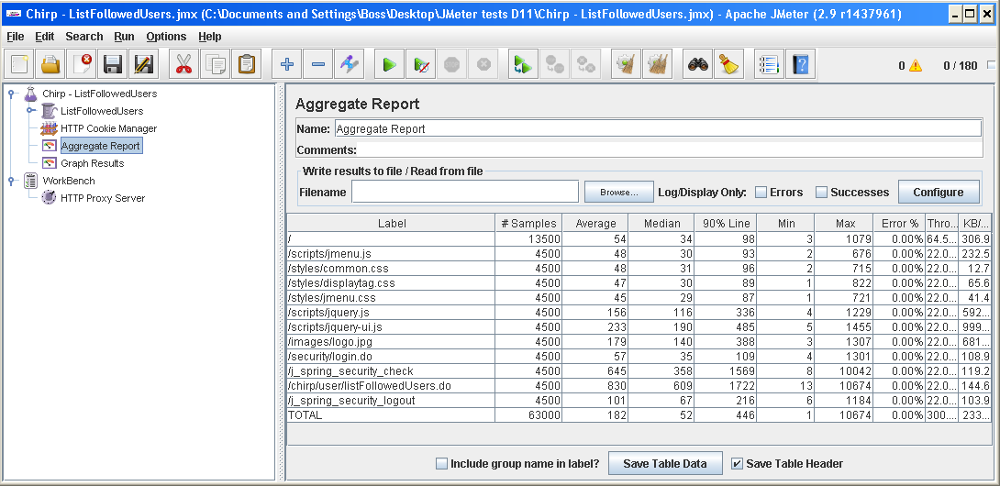 Chirp - ListFollowedUsers.jmx (C:\Documents and Settings\Boss\Desktop\JMeter tests D11\Chirp - ListFollowedUsers.jmx) - Apache JMeter (2.9 r1437961)
File Edit Search Run Options Help
0 0 / 180
Chirp - ListFollowedUsers
ListFollowedUsers
HTTP Cookie Manager
Aggregate Report
Graph Results
WorkBench
HTTP Proxy Server
Aggregate Report
Name: Aggregate Report
Comments:
Write results to file / Read from file
Filename Browse... Log/Display Only: Errors Successes Configure
Label # Samples Average Median 90% Line Min Max Error % Thro... KB/...
/ 13500 54 34 98 3 1079 0.00% 64.5... 306.9
/scripts/jmenu.js 4500 48 30 93 2 676 0.00% 22.0... 232.5
/styles/common.css 4500 48 31 96 2 715 0.00% 22.0... 12.7
/styles/displaytag.css 4500 47 30 89 1 822 0.00% 22.0... 65.6
/styles/jmenu.css 4500 45 29 87 1 721 0.00% 22.0... 41.4
/scripts/jquery.js 4500 156 116 336 4 1229 0.00% 22.0... 592...
/scripts/jquery-ui.js 4500 233 190 485 5 1455 0.00% 22.0... 999...
/images/logo.jpg 4500 179 140 388 3 1307 0.00% 22.0... 681...
/security/login.do 4500 57 35 109 4 1301 0.00% 22.0... 108.9
/j_spring_security_check 4500 645 358 1569 8 10042 0.00% 22.0... 119.2
/chirp/user/listFollowedUsers.do 4500 830 609 1722 13 10674 0.00% 22.0... 144.6
/j_spring_security_logout 4500 101 67 216 6 1184 0.00% 22.0... 103.9
TOTAL 63000 182 52 446 1 10674 0.00% 300.... 233...
Include group name in label? Save Table Data Save Table Header